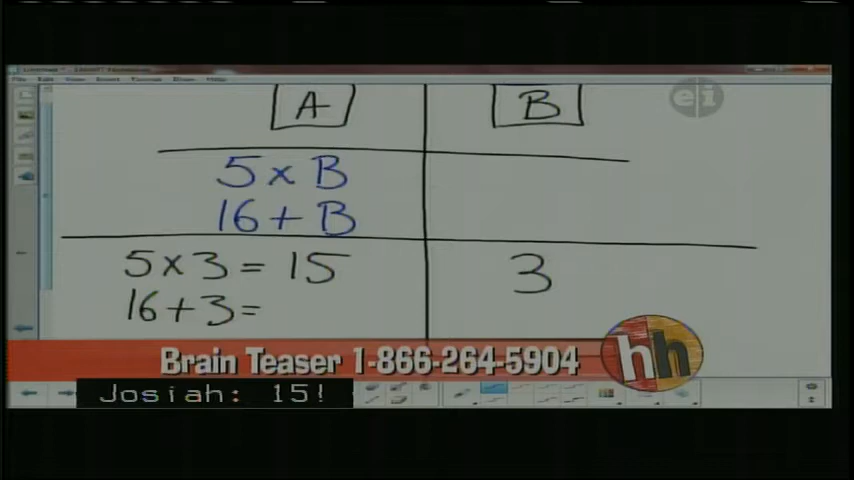 A B
5 x B
16 + B
5 x 3 = 15 3
16 + 3 =
ei
Brain Teaser 1-866-264-5904
hh
Josiah: 15!